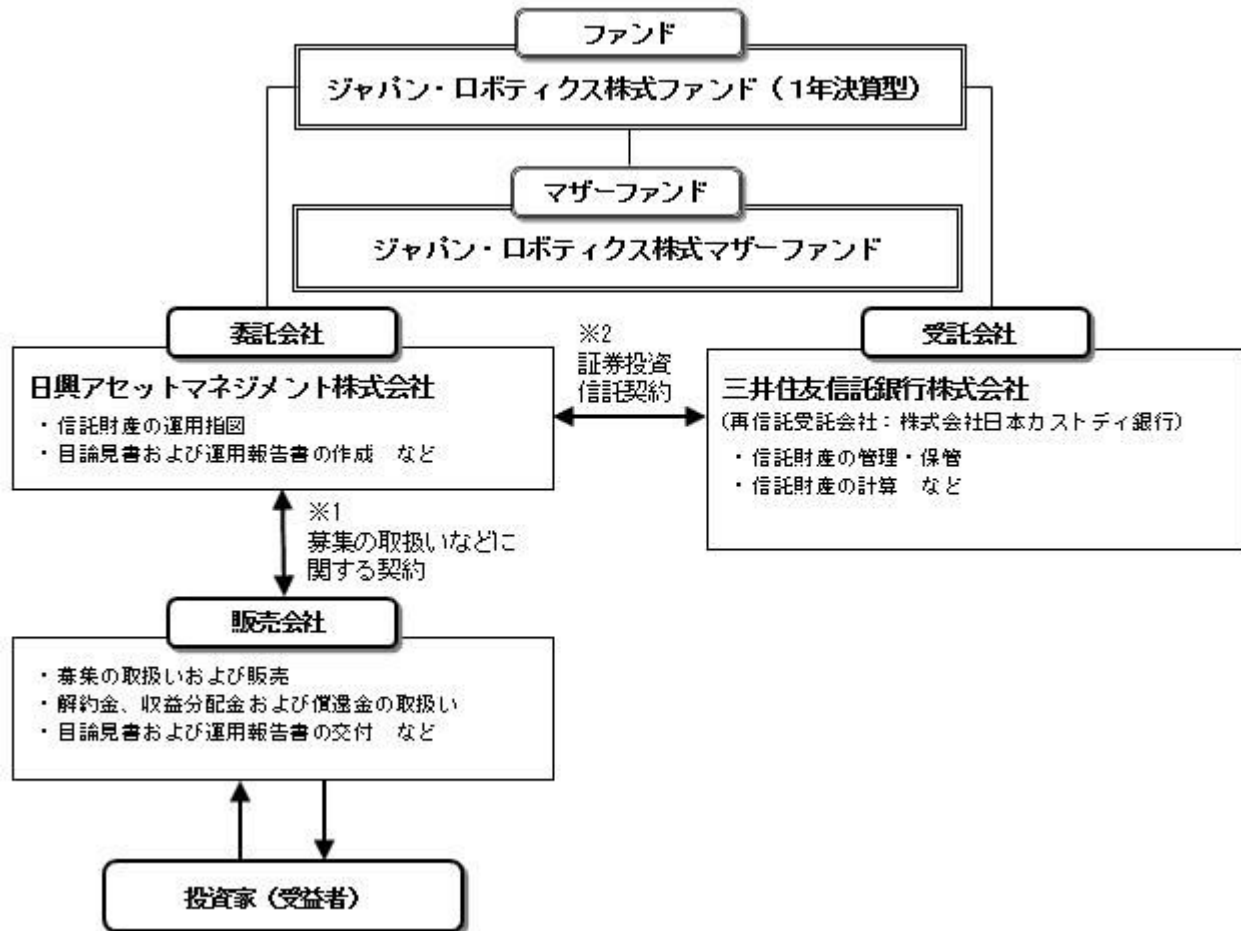 ファンド
ジャパン・ロボティクス株式ファンド（１年決算型）
マザーファンド
ジャパン・ロボティクス株式マザーファンド
委託会社
日興アセットマネジメント株式会社
・信託財産の運用指図
・目論見書および運用報告書の作成　など
※2
証券投資
信託契約
受託会社
三井住友信託銀行株式会社
(再信託受託会社：株式会社日本カストディ銀行)
・信託財産の管理・保管
・信託財産の計算　など
※1
募集の取扱いなどに
関する契約
販売会社
・募集の取扱いおよび販売
・解約金、収益分配金および償還金の取扱い
・目論見書および運用報告書の交付　など
投資家（受益者）